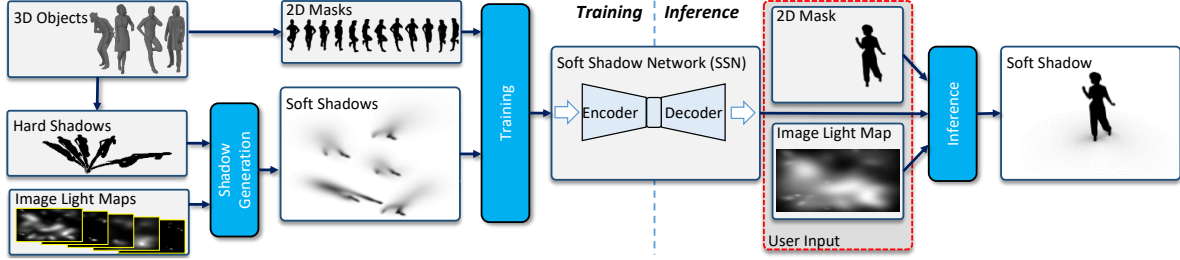 3D Objects
2D Masks
Training
Inference
2D Mask
Soft Shadow Network (SSN)
Soft Shadow
Hard Shadows
Shadow
Generation
Soft Shadows
Training
Encoder
Decoder
Image Light Map
Inference
Image Light Maps
User Input